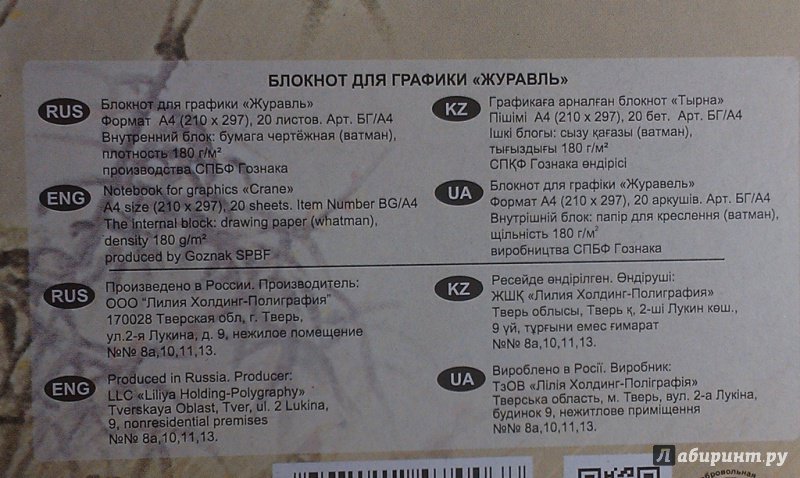 БЛОКНОТ ДЛЯ ГРАФИКИ «ЖУРАВЛЬ»
RUS
Блокнот для графики «Журавль»
Формат А4 (210 x 297), 20 листов. Арт. БГ/А4
Внутренний блок: бумага чертёжная (ватман),
плотность 180 г/м²
производства СПБФ Гознака
ENG
Notebook for graphics «Crane»
A4 size (210 x 297), 20 sheets. Item Number BG/A4
The internal block: drawing paper (whatman),
density 180 g/m²
produced by Goznak SPBF
KZ
Графикаға арналған блокнот «Тырна»
Пішімі А4 (210 x 297), 20 бет. Арт. БГ/А4
Ішкі блогы: сызу қағазы (ватман),
тығыздығы 180 г/м²
СПҚФ Гознака өндірісі
UA
Блокнот для графіки «Журавель»
Формат А4 (210 x 297), 20 аркушів. Арт. БГ/А4
Внутрішній блок: папір для креслення (ватман),
щільність 180 г/м²
виробництва СПБФ Гознака
RUS
Произведено в России. Производитель:
ООО "Лилия Холдинг-Полиграфия"
170028 Тверская обл, г. Тверь,
ул.2-я Лукина, д. 9, нежилое помещение
№№ 8а,10,11,13.
ENG
Produced in Russia. Producer:
LLC «Liliya Holding-Polygraphy»
Tverskaya Oblast, Tver, ul. 2 Lukina,
9, nonresidential premises
№№ 8a,10,11,13.
KZ
Ресейде өндірілген. Өндіруші:
ЖШҚ «Лилия Холдинг-Полиграфия»
Тверь облысы, Тверь қ, 2-ші Лукин көш.,
9 үй, тұрғыни емес ғимарат
№№ 8а,10,11,13.
UA
Вироблено в Росії. Виробник:
ТзОВ «Лілія Холдинг-Поліграфія»
Тверська область, м. Тверь, вул. 2-а Лукіна,
будинок 9, нежитлове приміщення
№№ 8а,10,11,13.
Лабиринт.ру